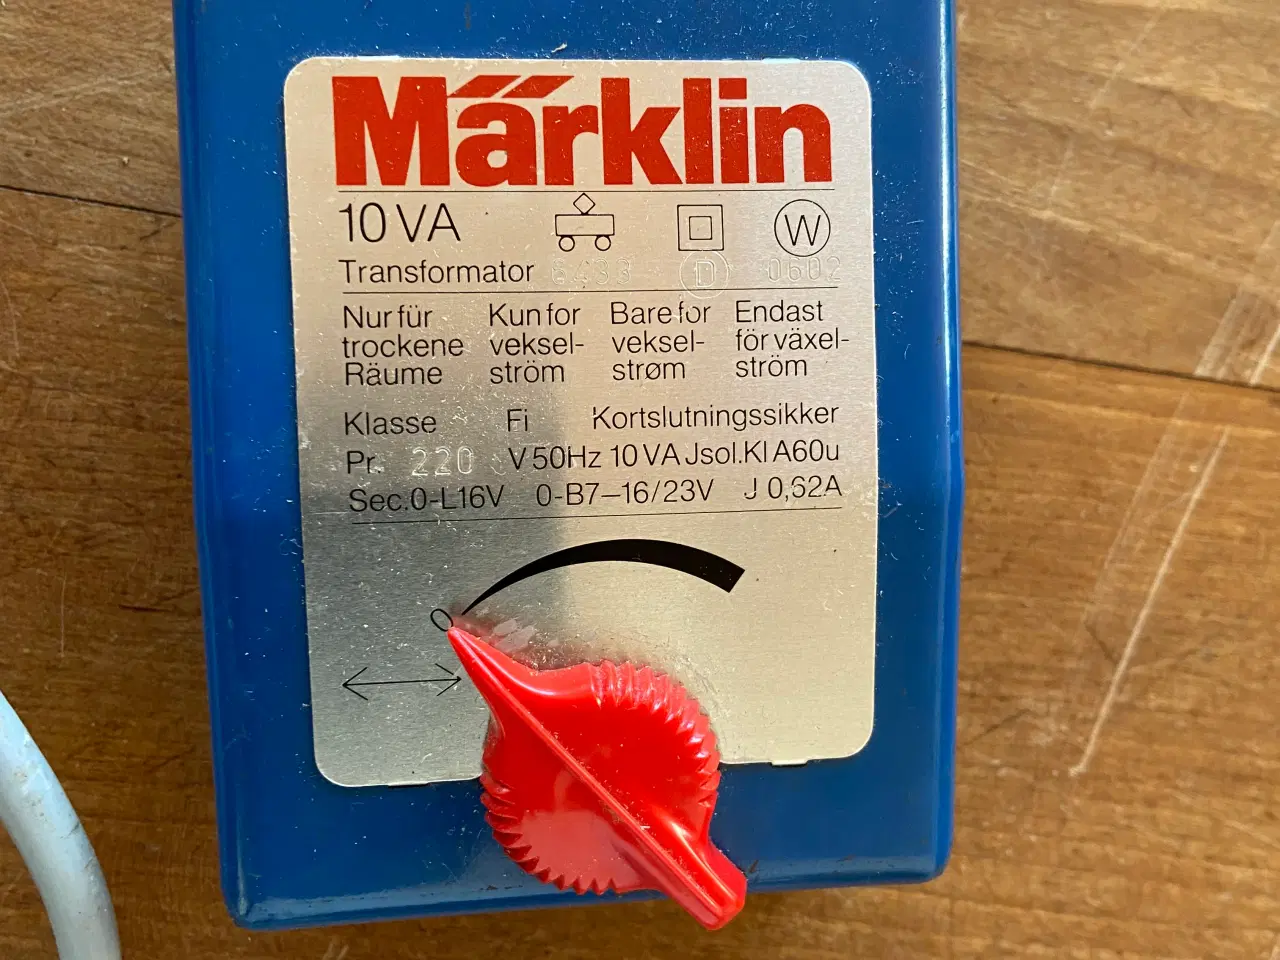 Märklin
10 VA W
Transformator 6433 D 0602
Nur für Kun for Bare for Endast
trockene veksel- veksel- för växel-
Räume ström strøm ström
Klasse Fi Kortslutningssikker
Pr. 220 V 50Hz 10 VA Jsol.Kl A60u
Sec.0-L16V 0-B7–16/23V J 0,62A
0